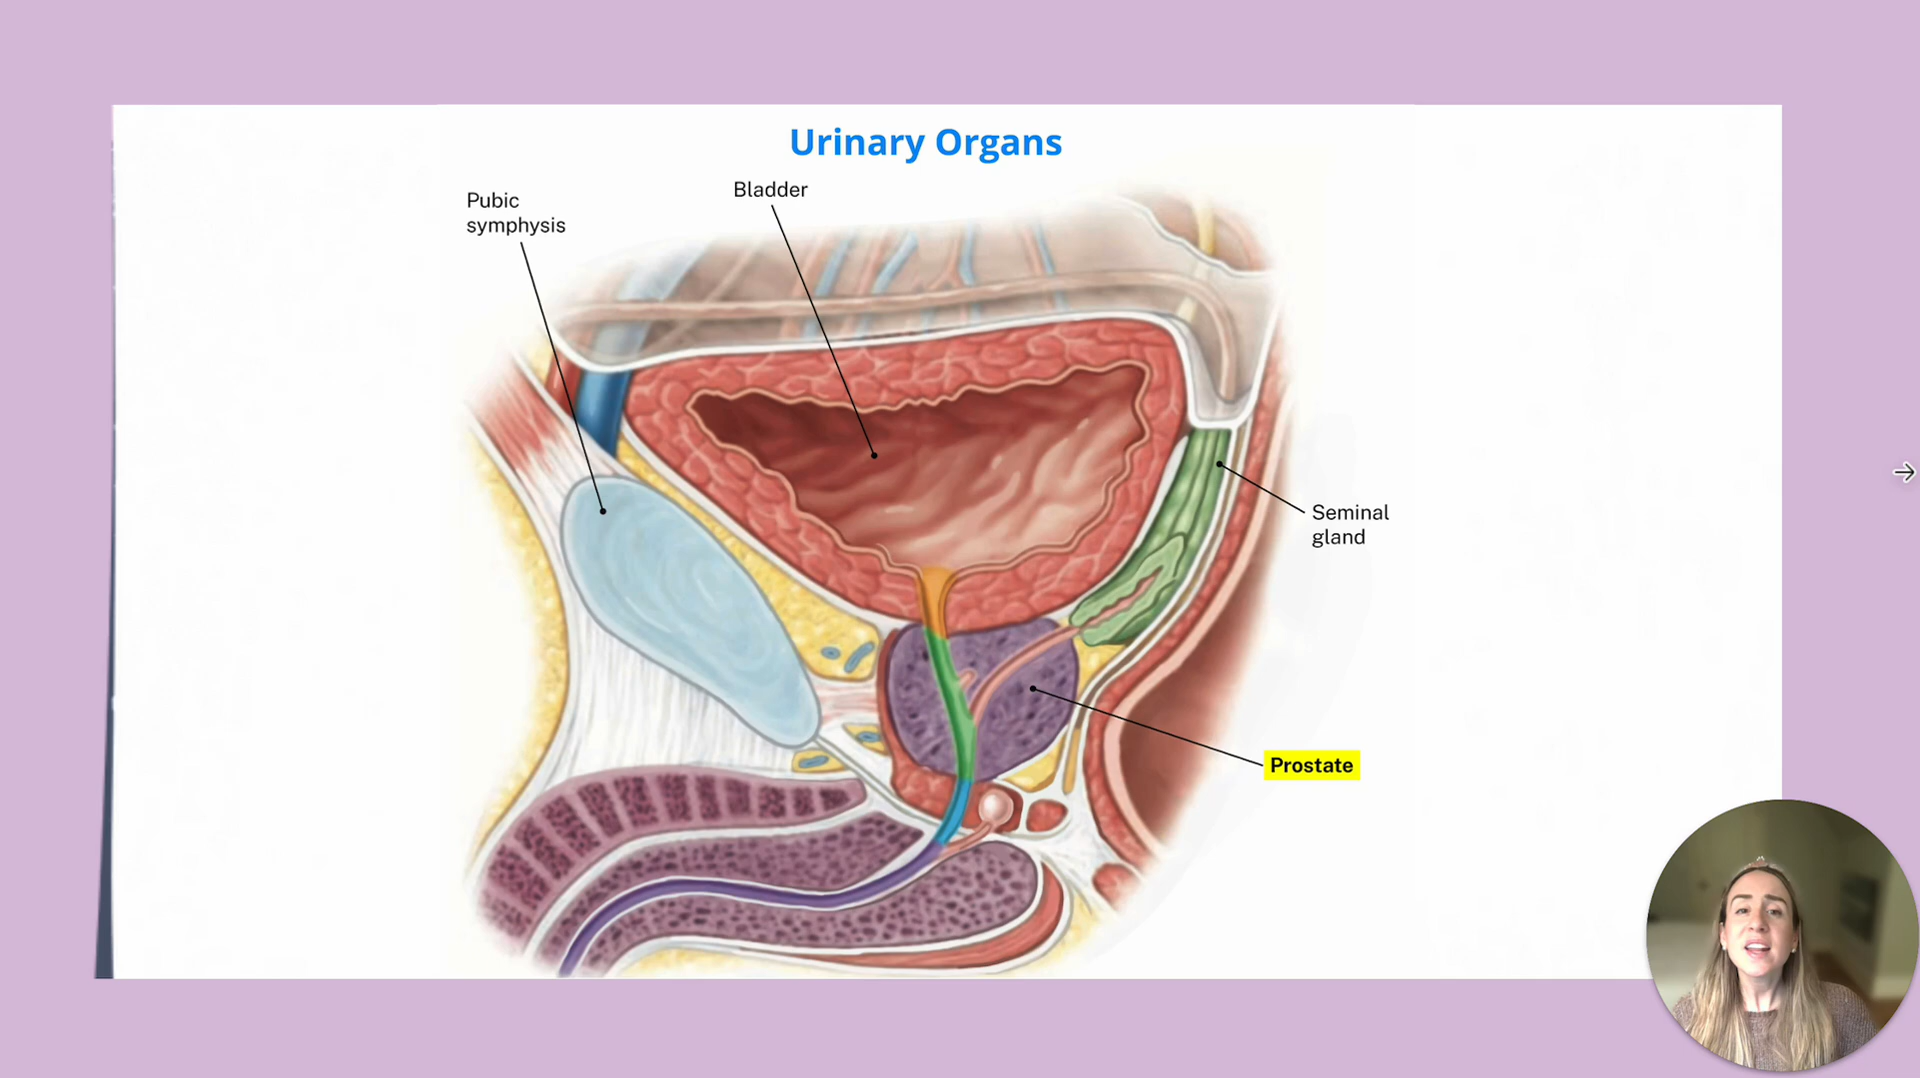 Urinary Organs
Bladder
Pubic
symphysis
Seminal
gland
Prostate